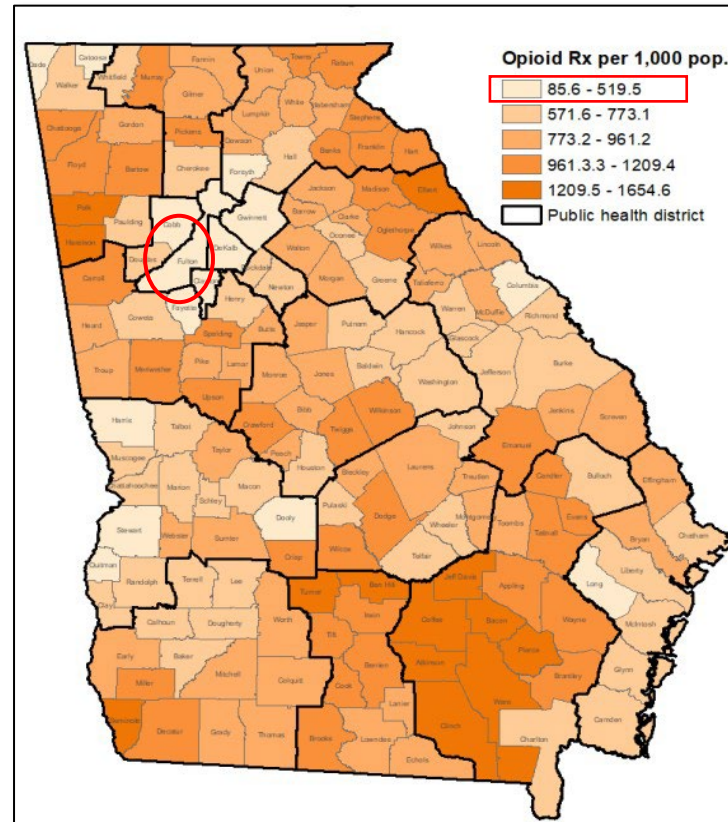 Opioid Rx per 1,000 pop.
85.6 - 519.5
571.6 - 773.1
773.2 - 961.2
961.3.3 - 1209.4
1209.5 - 1654.6
Public health district
Dade Catoosa Fannin Towns Rabun
Walker Whitfield Murray Union
Gilmer White Habersham
Chattooga Gordon Pickens Lumpkin Stephens
Dawson Banks Franklin Hart
Floyd Bartow Cherokee Forsyth Hall
Polk Paulding Cobb Gwinnett Jackson Madison Elbert
Haralson Barrow Clarke
Douglas Fulton DeKalb Walton Oconee Oglethorpe Wilkes Lincoln
Carroll Rockdale Newton Morgan Greene Taliaferro Columbia
Fayette Henry Warren McDuffie Richmond
Heard Coweta Spalding Butts Jasper Putnam Hancock Glascock
Troup Meriwether Pike Lamar Monroe Jones Baldwin Washington Jefferson Burke
Upson Bibb Wilkinson Jenkins Screven
Harris Talbot Crawford Twiggs Johnson Emanuel
Muscogee Taylor Peach Houston Bleckley Laurens Treutlen Candler Bulloch Effingham
Marion Macon Schley Pulaski Dodge Wheeler Toombs Tattnall Evans Bryan Chatham
Stewart Webster Sumter Dooly Crisp Wilcox Telfair Long Liberty
Quitman Randolph Terrell Lee Turner Ben Hill Jeff Davis Appling Wayne McIntosh
Clay Calhoun Dougherty Worth Tift Irwin Coffee Bacon
Early Baker Mitchell Colquitt Cook Berrien Atkinson Pierce Brantley Glynn
Miller Lanier Clinch Ware Camden
Seminole Decatur Grady Thomas Brooks Lowndes Echols Charlton